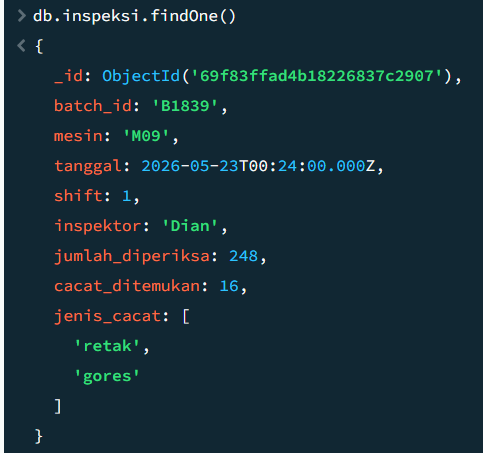 > db.inspeksi.findOne()
< {
_id: ObjectId('69f83ffad4b18226837c2907'),
batch_id: 'B1839',
mesin: 'M09',
tanggal: 2026-05-23T00:24:00.000Z,
shift: 1,
inspektor: 'Dian',
jumlah_diperiksa: 248,
cacat_ditemukan: 16,
jenis_cacat: [
'retak',
'gores'
]
}